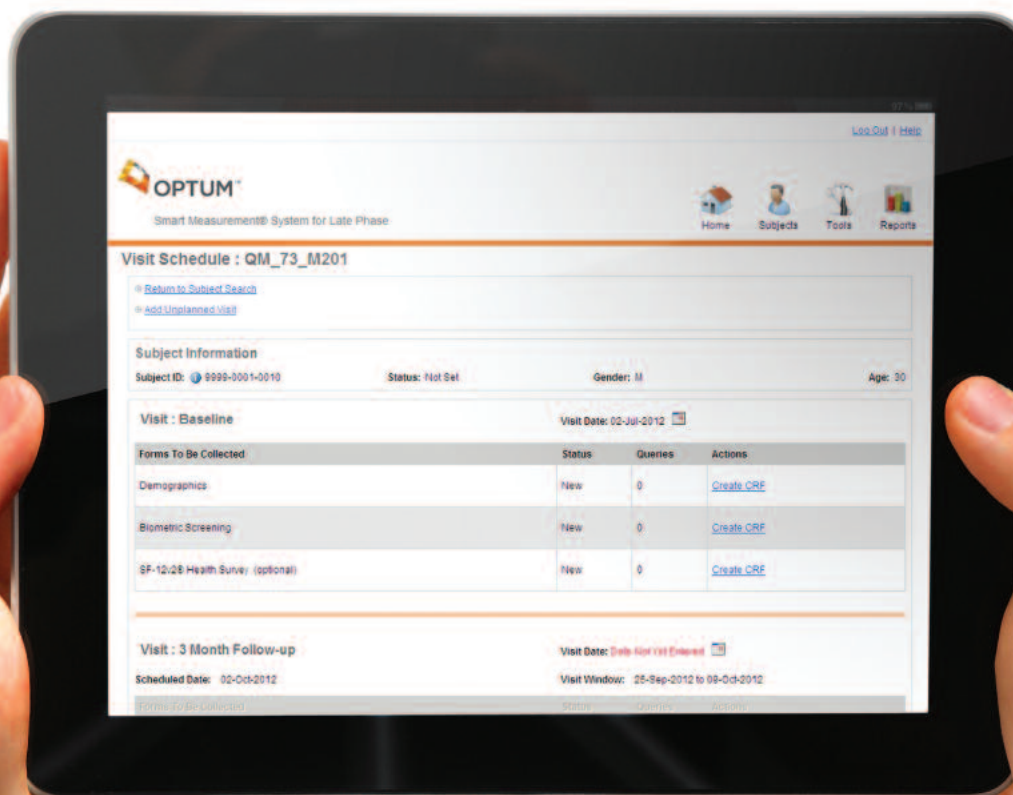 97%
Log Out | Help
OPTUM™
Smart Measurement® System for Late Phase
Home Subjects Tools Reports
Visit Schedule : QM_73_M201
Return to Subject Search
Add Unplanned Visit
Subject Information
Subject ID: 9999-0001-0010 Status: Not Set Gender: M Age: 30
Visit : Baseline Visit Date: 02-Jul-2012
Forms To Be Collected Status Queries Actions
Demographics New 0 Create CRF
Biometric Screening New 0 Create CRF
SF-12v2® Health Survey (optional) New 0 Create CRF
Visit : 3 Month Follow-up Visit Date: Date Not Yet Entered
Scheduled Date: 02-Oct-2012 Visit Window: 25-Sep-2012 to 09-Oct-2012
Forms To Be Collected Status Queries Actions